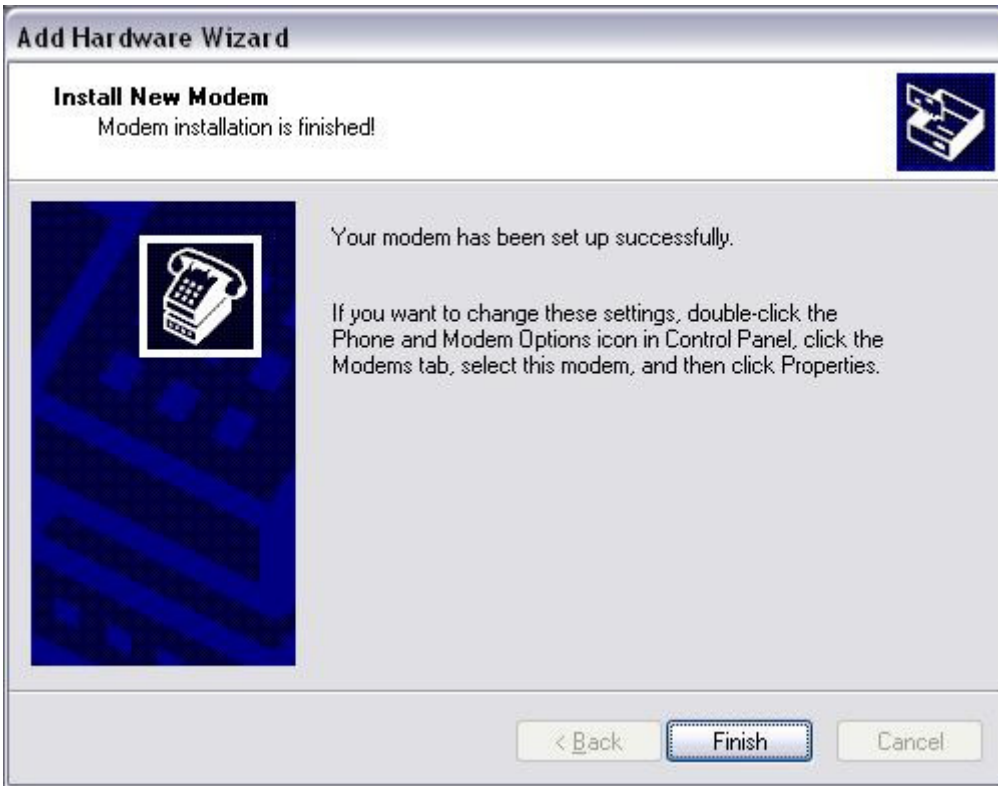 Add Hardware Wizard
Install New Modem
Modem installation is finished!
Your modem has been set up successfully.
If you want to change these settings, double-click the
Phone and Modem Options icon in Control Panel, click the
Modems tab, select this modem, and then click Properties.
< Back
Finish
Cancel